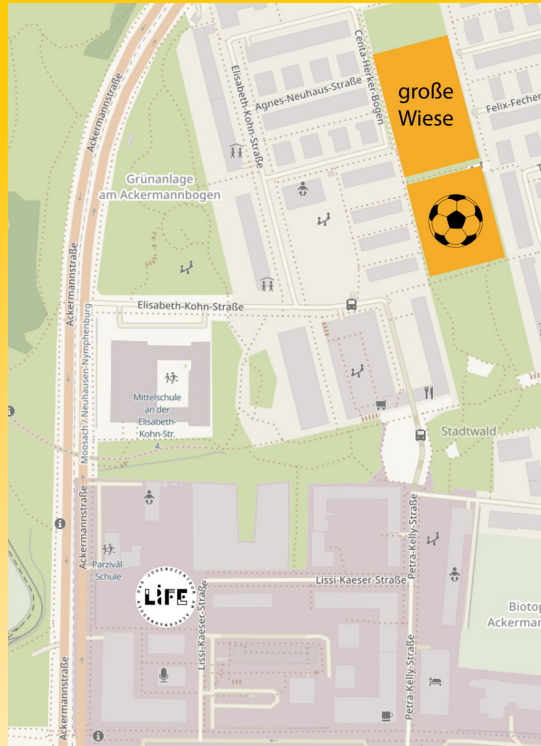 Ackermannstraße
Elisabeth-Kohn-Straße
Agnes-Neuhaus-Straße
Centa-Herker-Bogen
große
Wiese
Felix-Fecher
Grünanlage
am Ackermannbogen
Ackermannstraße
Moosach / Neuhausen-Nymphenburg
Elisabeth-Kohn-Straße
Mittelschule
an der
Elisabeth-
Kohn-Str.
4
Stadtwald
Ackermannstraße
Parzival-
Schule
LiFE
Lissi-Kaeser-Straße
Lissi-Kaeser-Straße
Petra-Kelly-Straße
Petra-Kelly-Straße
Biotop
Ackerman
Ackermannstraße